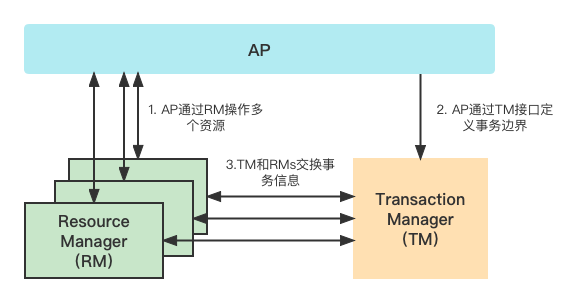 AP
1. AP通过RM操作多
个资源
2. AP通过TM接口定
义事务边界
3.TM和RMs交换事
务信息
Resource
Manager
(RM)
Transaction
Manager
(TM)